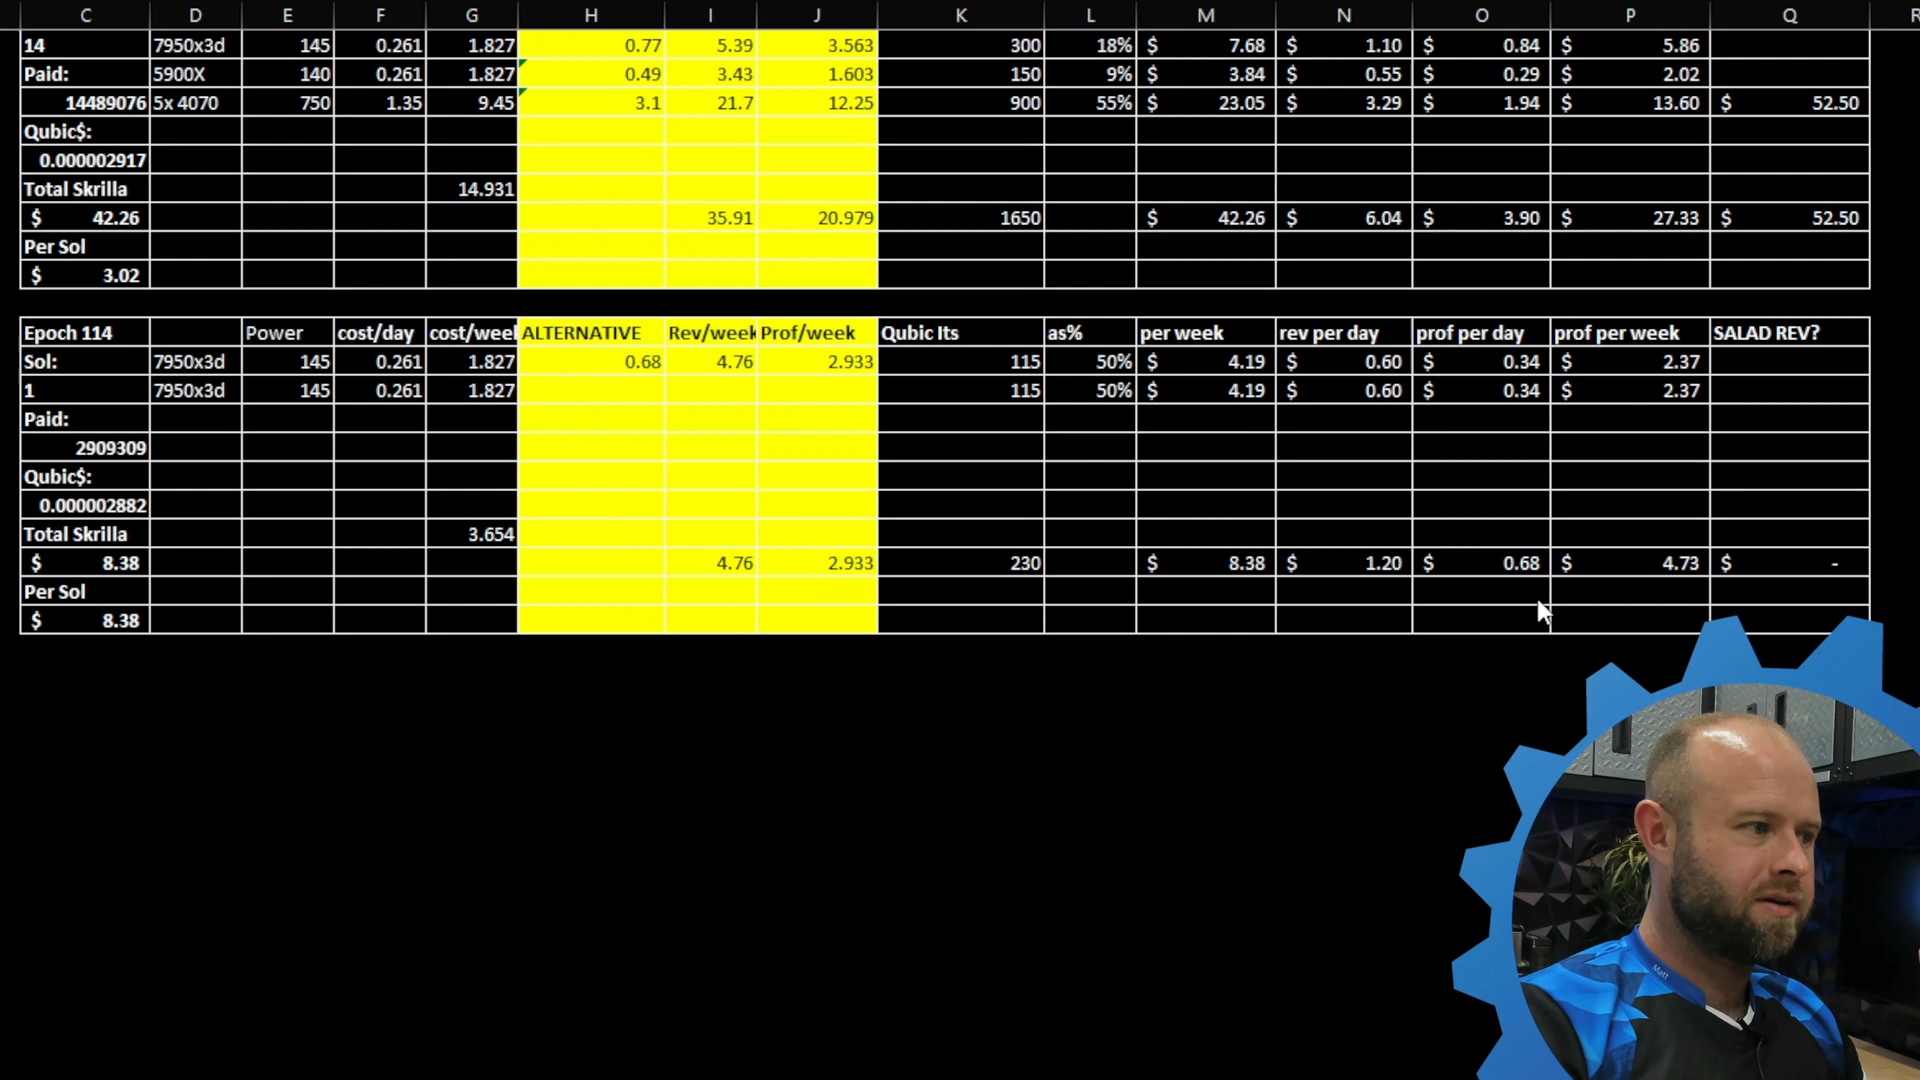 C D E F G H I J K L M N O P Q R
14 7950x3d 145 0.261 1.827 0.77 5.39 3.563 300 18% $ 7.68 $ 1.10 $ 0.84 $ 5.86
Paid: 5900X 140 0.261 1.827 0.49 3.43 1.603 150 9% $ 3.84 $ 0.55 $ 0.29 $ 2.02
14489076 5x 4070 750 1.35 9.45 3.1 21.7 12.25 900 55% $ 23.05 $ 3.29 $ 1.94 $ 13.60 $ 52.50
Qubic$:
0.000002917
Total Skrilla 14.931
$ 42.26 35.91 20.979 1650 $ 42.26 $ 6.04 $ 3.90 $ 27.33 $ 52.50
Per Sol
$ 3.02
Epoch 114 Power cost/day cost/week ALTERNATIVE Rev/week Prof/week Qubic Its as% per week rev per day prof per day prof per week SALAD REV?
Sol: 7950x3d 145 0.261 1.827 0.68 4.76 2.933 115 50% $ 4.19 $ 0.60 $ 0.34 $ 2.37
1 7950x3d 145 0.261 1.827 115 50% $ 4.19 $ 0.60 $ 0.34 $ 2.37
Paid:
2909309
Qubic$:
0.000002882
Total Skrilla 3.654
$ 8.38 4.76 2.933 230 $ 8.38 $ 1.20 $ 0.68 $ 4.73 $ -
Per Sol
$ 8.38
Matt